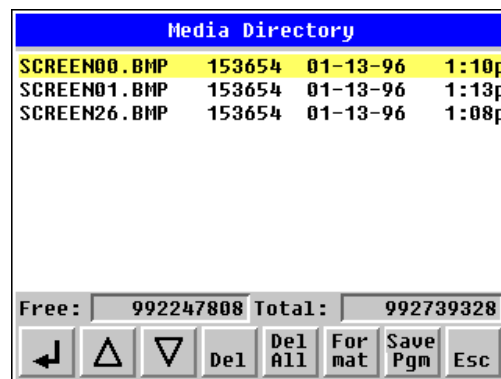 Media Directory
SCREEN00.BMP 153654 01-13-96 1:10p
SCREEN01.BMP 153654 01-13-96 1:13p
SCREEN26.BMP 153654 01-13-96 1:08p
Free: 992247808 Total: 992739328
Del Del All For mat Save Pgm Esc